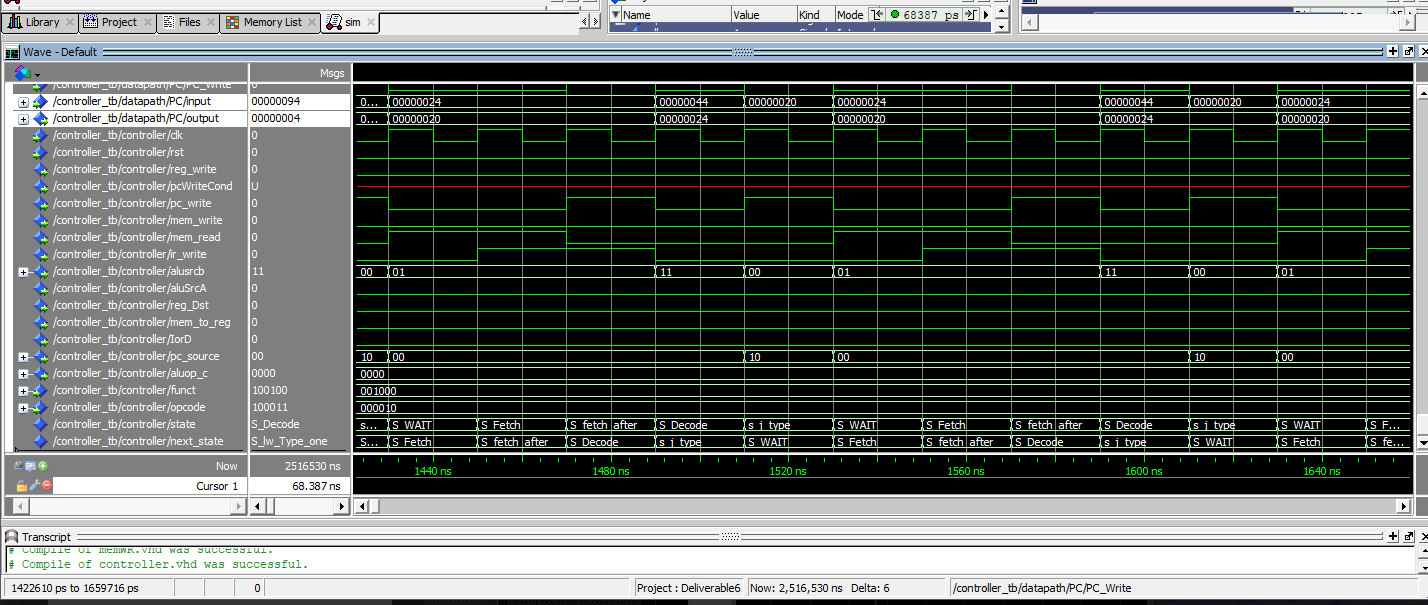 Library Project Files Memory List sim
Name Value Kind Mode 68387 ps
Wave - Default
Msgs
/controller_tb/datapath/PC/PC_Write 0
/controller_tb/datapath/PC/input 00000094 0... 00000024 00000044 00000020 00000024 00000044 00000020 00000024
/controller_tb/datapath/PC/output 00000004 0... 00000020 00000024 00000020 00000024 00000020
/controller_tb/controller/clk 0
/controller_tb/controller/rst 0
/controller_tb/controller/reg_write 0
/controller_tb/controller/pcWriteCond U
/controller_tb/controller/pc_write 0
/controller_tb/controller/mem_write 0
/controller_tb/controller/mem_read 0
/controller_tb/controller/ir_write 0
/controller_tb/controller/alusrcb 11 00 01 11 00 01 11 00 01
/controller_tb/controller/aluSrcA 0
/controller_tb/controller/reg_Dst 0
/controller_tb/controller/mem_to_reg 0
/controller_tb/controller/IorD 0
/controller_tb/controller/pc_source 00 10 00 10 00 10 00
/controller_tb/controller/aluop_c 0000 0000
/controller_tb/controller/funct 100100 001000
/controller_tb/controller/opcode 100011 000010
/controller_tb/controller/state S_Decode s... S_WAIT S_Fetch S_fetch_after S_Decode s_j_type S_WAIT S_Fetch S_fetch_after S_Decode s_j_type S_WAIT S_F...
/controller_tb/controller/next_state S_lw_Type_one S... S_Fetch S_fetch_after S_Decode s_j_type S_WAIT S_Fetch S_fetch_after S_Decode s_j_type S_WAIT S_Fetch S_fe...
Now 2516530 ns 1440 ns 1480 ns 1520 ns 1560 ns 1600 ns 1640 ns
Cursor 1 68.387 ns
Transcript
# Compile of memWR.vhd was successful.
# Compile of controller.vhd was successful.
1422610 ps to 1659716 ps 0 Project : Deliverable6 Now: 2,516,530 ns Delta: 6 /controller_tb/datapath/PC/PC_Write